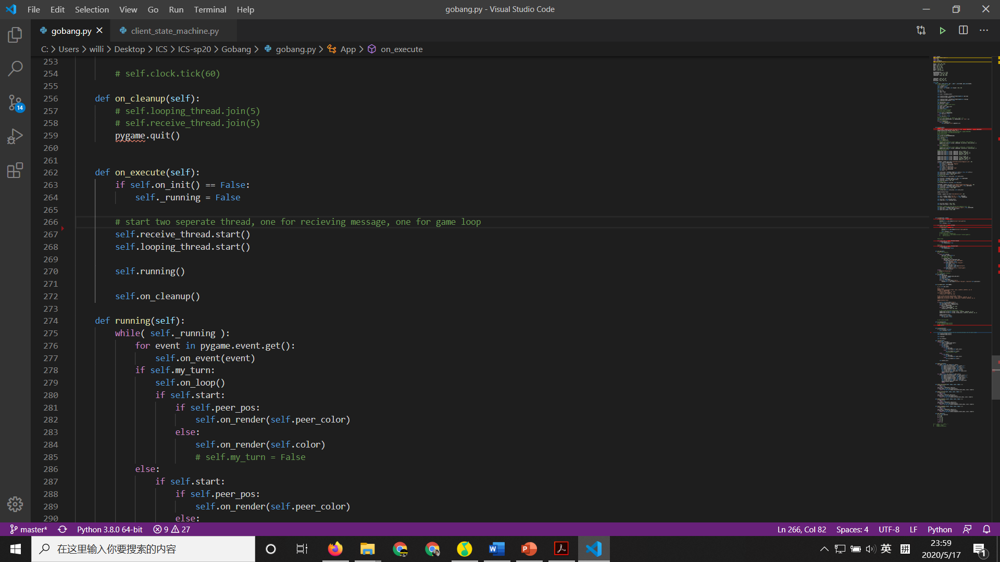 File Edit Selection View Go Run Terminal Help
gobang.py - Visual Studio Code
gobang.py
client_state_machine.py
C: > Users > willi > Desktop > ICS > ICS-sp20 > Gobang > gobang.py > App > on_execute
253
254 # self.clock.tick(60)
255
256 def on_cleanup(self):
257 # self.looping_thread.join(5)
258 # self.receive_thread.join(5)
259 pygame.quit()
260
261
262 def on_execute(self):
263 if self.on_init() == False:
264 self._running = False
265
266 # start two seperate thread, one for recieving message, one for game loop
267 self.receive_thread.start()
268 self.looping_thread.start()
269
270 self.running()
271
272 self.on_cleanup()
273
274 def running(self):
275 while( self._running ):
276 for event in pygame.event.get():
277 self.on_event(event)
278 if self.my_turn:
279 self.on_loop()
280 if self.start:
281 if self.peer_pos:
282 self.on_render(self.peer_color)
283 else:
284 self.on_render(self.color)
285 # self.my_turn = False
286 else:
287 if self.start:
288 if self.peer_pos:
289 self.on_render(self.peer_color)
290 else:
14
master* Python 3.8.0 64-bit 9 27
Ln 266, Col 82 Spaces: 4 UTF-8 LF Python
在这里输入你要搜索的内容
英 拼
23:59
2020/5/17
1